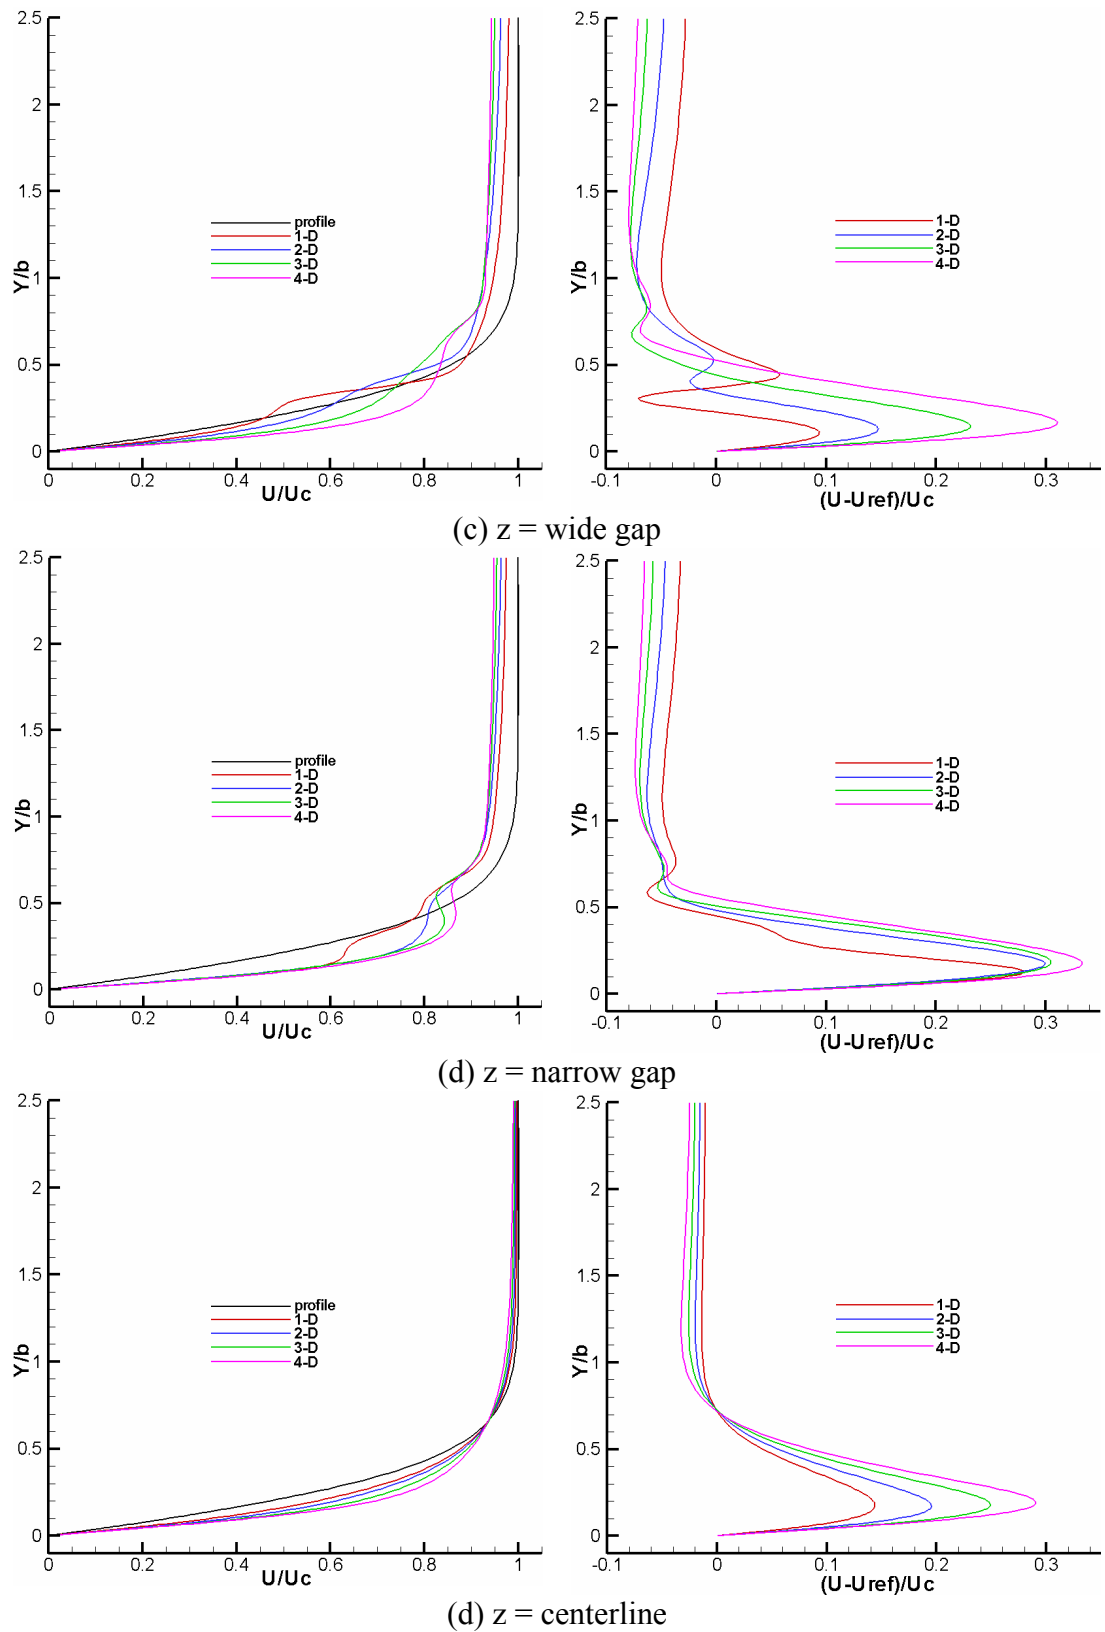 2.5
2
1.5
1
0.5
0
Y/b
profile
1-D
2-D
3-D
4-D
0 0.2 0.4 0.6 0.8 1
U/Uc
2.5
2
1.5
1
0.5
0
Y/b
1-D
2-D
3-D
4-D
-0.1 0 0.1 0.2 0.3
(U-Uref)/Uc
(c) z = wide gap
2.5
2
1.5
1
0.5
0
Y/b
profile
1-D
2-D
3-D
4-D
0 0.2 0.4 0.6 0.8 1
U/Uc
2.5
2
1.5
1
0.5
0
Y/b
1-D
2-D
3-D
4-D
-0.1 0 0.1 0.2 0.3
(U-Uref)/Uc
(d) z = narrow gap
2.5
2
1.5
1
0.5
0
Y/b
profile
1-D
2-D
3-D
4-D
0 0.2 0.4 0.6 0.8 1
U/Uc
2.5
2
1.5
1
0.5
0
Y/b
1-D
2-D
3-D
4-D
-0.1 0 0.1 0.2 0.3
(U-Uref)/Uc
(d) z = centerline